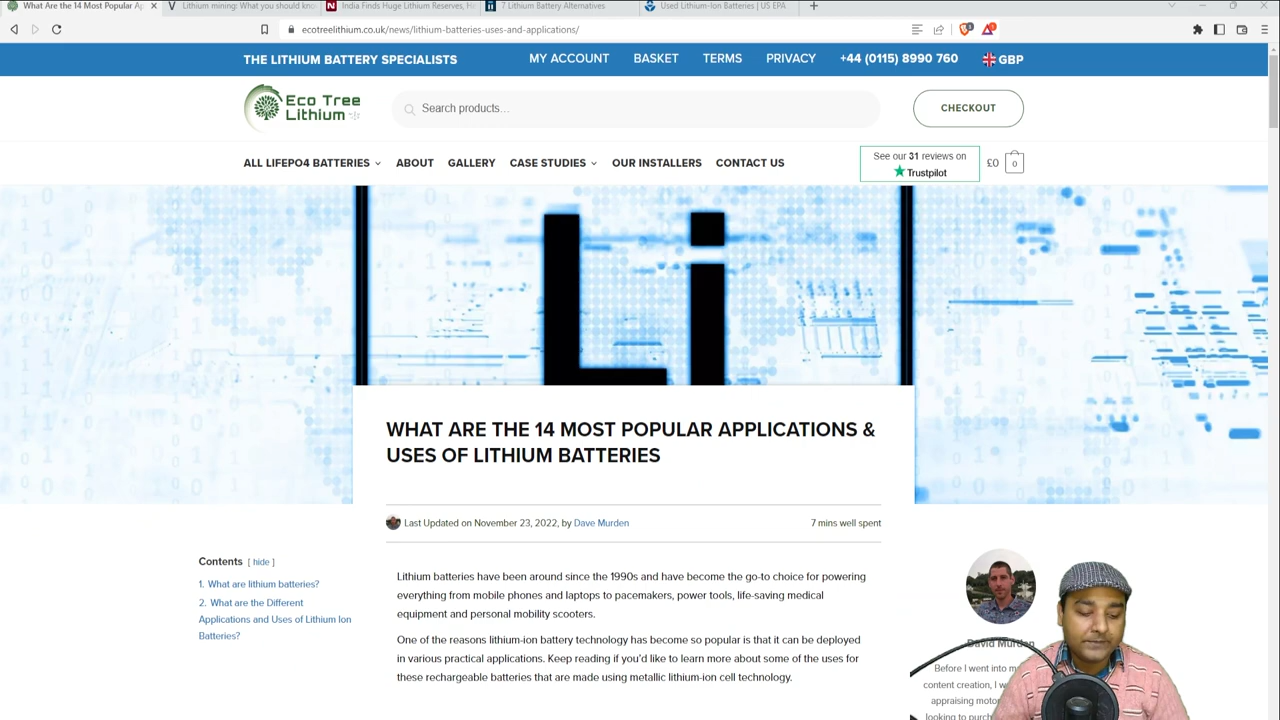 What Are the 14 Most Popular Ap
Lithium mining: What you should kno
India Finds Huge Lithium Reserves, H
7 Lithium Battery Alternatives
Used Lithium-Ion Batteries | US EPA
ecotreelithium.co.uk/news/lithium-batteries-uses-and-applications/
THE LITHIUM BATTERY SPECIALISTS
MY ACCOUNT
BASKET
TERMS
PRIVACY
+44 (0115) 8990 760
GBP
Eco Tree
Lithium
Search products...
CHECKOUT
ALL LIFEPO4 BATTERIES
ABOUT
GALLERY
CASE STUDIES
OUR INSTALLERS
CONTACT US
See our 31 reviews on
Trustpilot
£0
0
Li
WHAT ARE THE 14 MOST POPULAR APPLICATIONS &
USES OF LITHIUM BATTERIES
Last Updated on November 23, 2022, by Dave Murden
7 mins well spent
Contents [ hide ]
1. What are lithium batteries?
2. What are the Different
Applications and Uses of Lithium Ion
Batteries?
Lithium batteries have been around since the 1990s and have become the go-to choice for powering
everything from mobile phones and laptops to pacemakers, power tools, life-saving medical
equipment and personal mobility scooters.
One of the reasons lithium-ion battery technology has become so popular is that it can be deployed
in various practical applications. Keep reading if you'd like to learn more about some of the uses for
these rechargeable batteries that are made using metallic lithium-ion cell technology.
David Murden
Before I went into
content creation, I
appraising
looking to